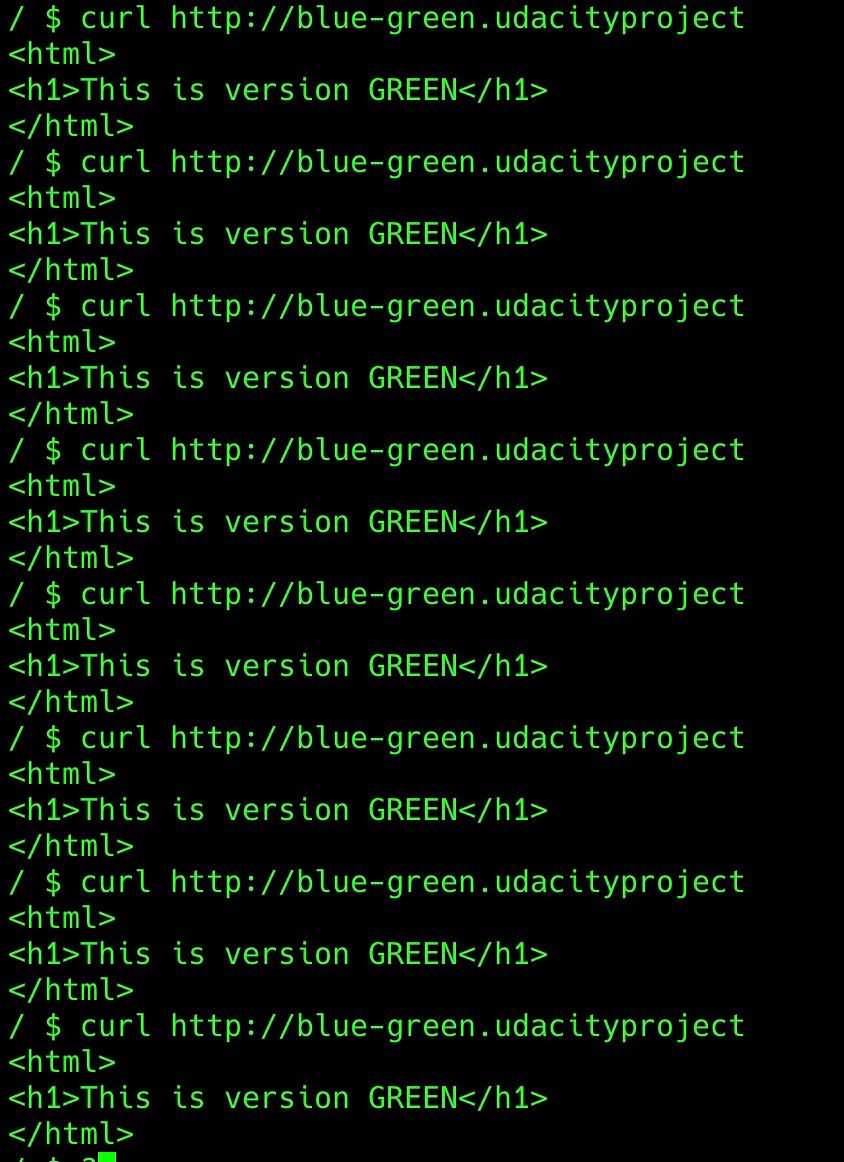 / $ curl http://blue-green.udacityproject
<html>
<h1>This is version GREEN</h1>
</html>
/ $ curl http://blue-green.udacityproject
<html>
<h1>This is version GREEN</h1>
</html>
/ $ curl http://blue-green.udacityproject
<html>
<h1>This is version GREEN</h1>
</html>
/ $ curl http://blue-green.udacityproject
<html>
<h1>This is version GREEN</h1>
</html>
/ $ curl http://blue-green.udacityproject
<html>
<h1>This is version GREEN</h1>
</html>
/ $ curl http://blue-green.udacityproject
<html>
<h1>This is version GREEN</h1>
</html>
/ $ curl http://blue-green.udacityproject
<html>
<h1>This is version GREEN</h1>
</html>
/ $ curl http://blue-green.udacityproject
<html>
<h1>This is version GREEN</h1>
</html>